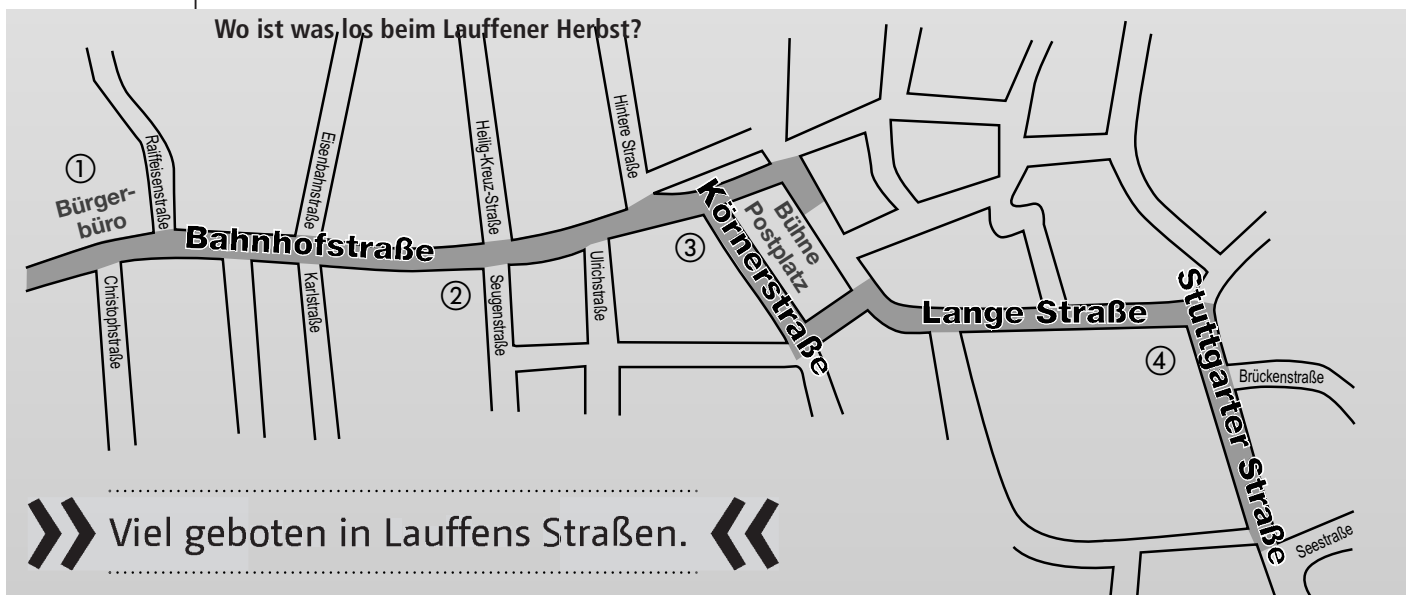 Wo ist was los beim Lauffener Herbst?
①
Bürger-
büro
Raiffeisenstraße
Eisenbahnstraße
Heilig-Kreuz-Straße
Hintere Straße
Bahnhofstraße
Christophstraße
Karlstraße
②
Seugenstraße
Ulrichstraße
③
Körnerstraße
Bühne
Postplatz
Lange Straße
④
Stuttgarter Straße
Brückenstraße
Seestraße
Viel geboten in Lauffens Straßen.